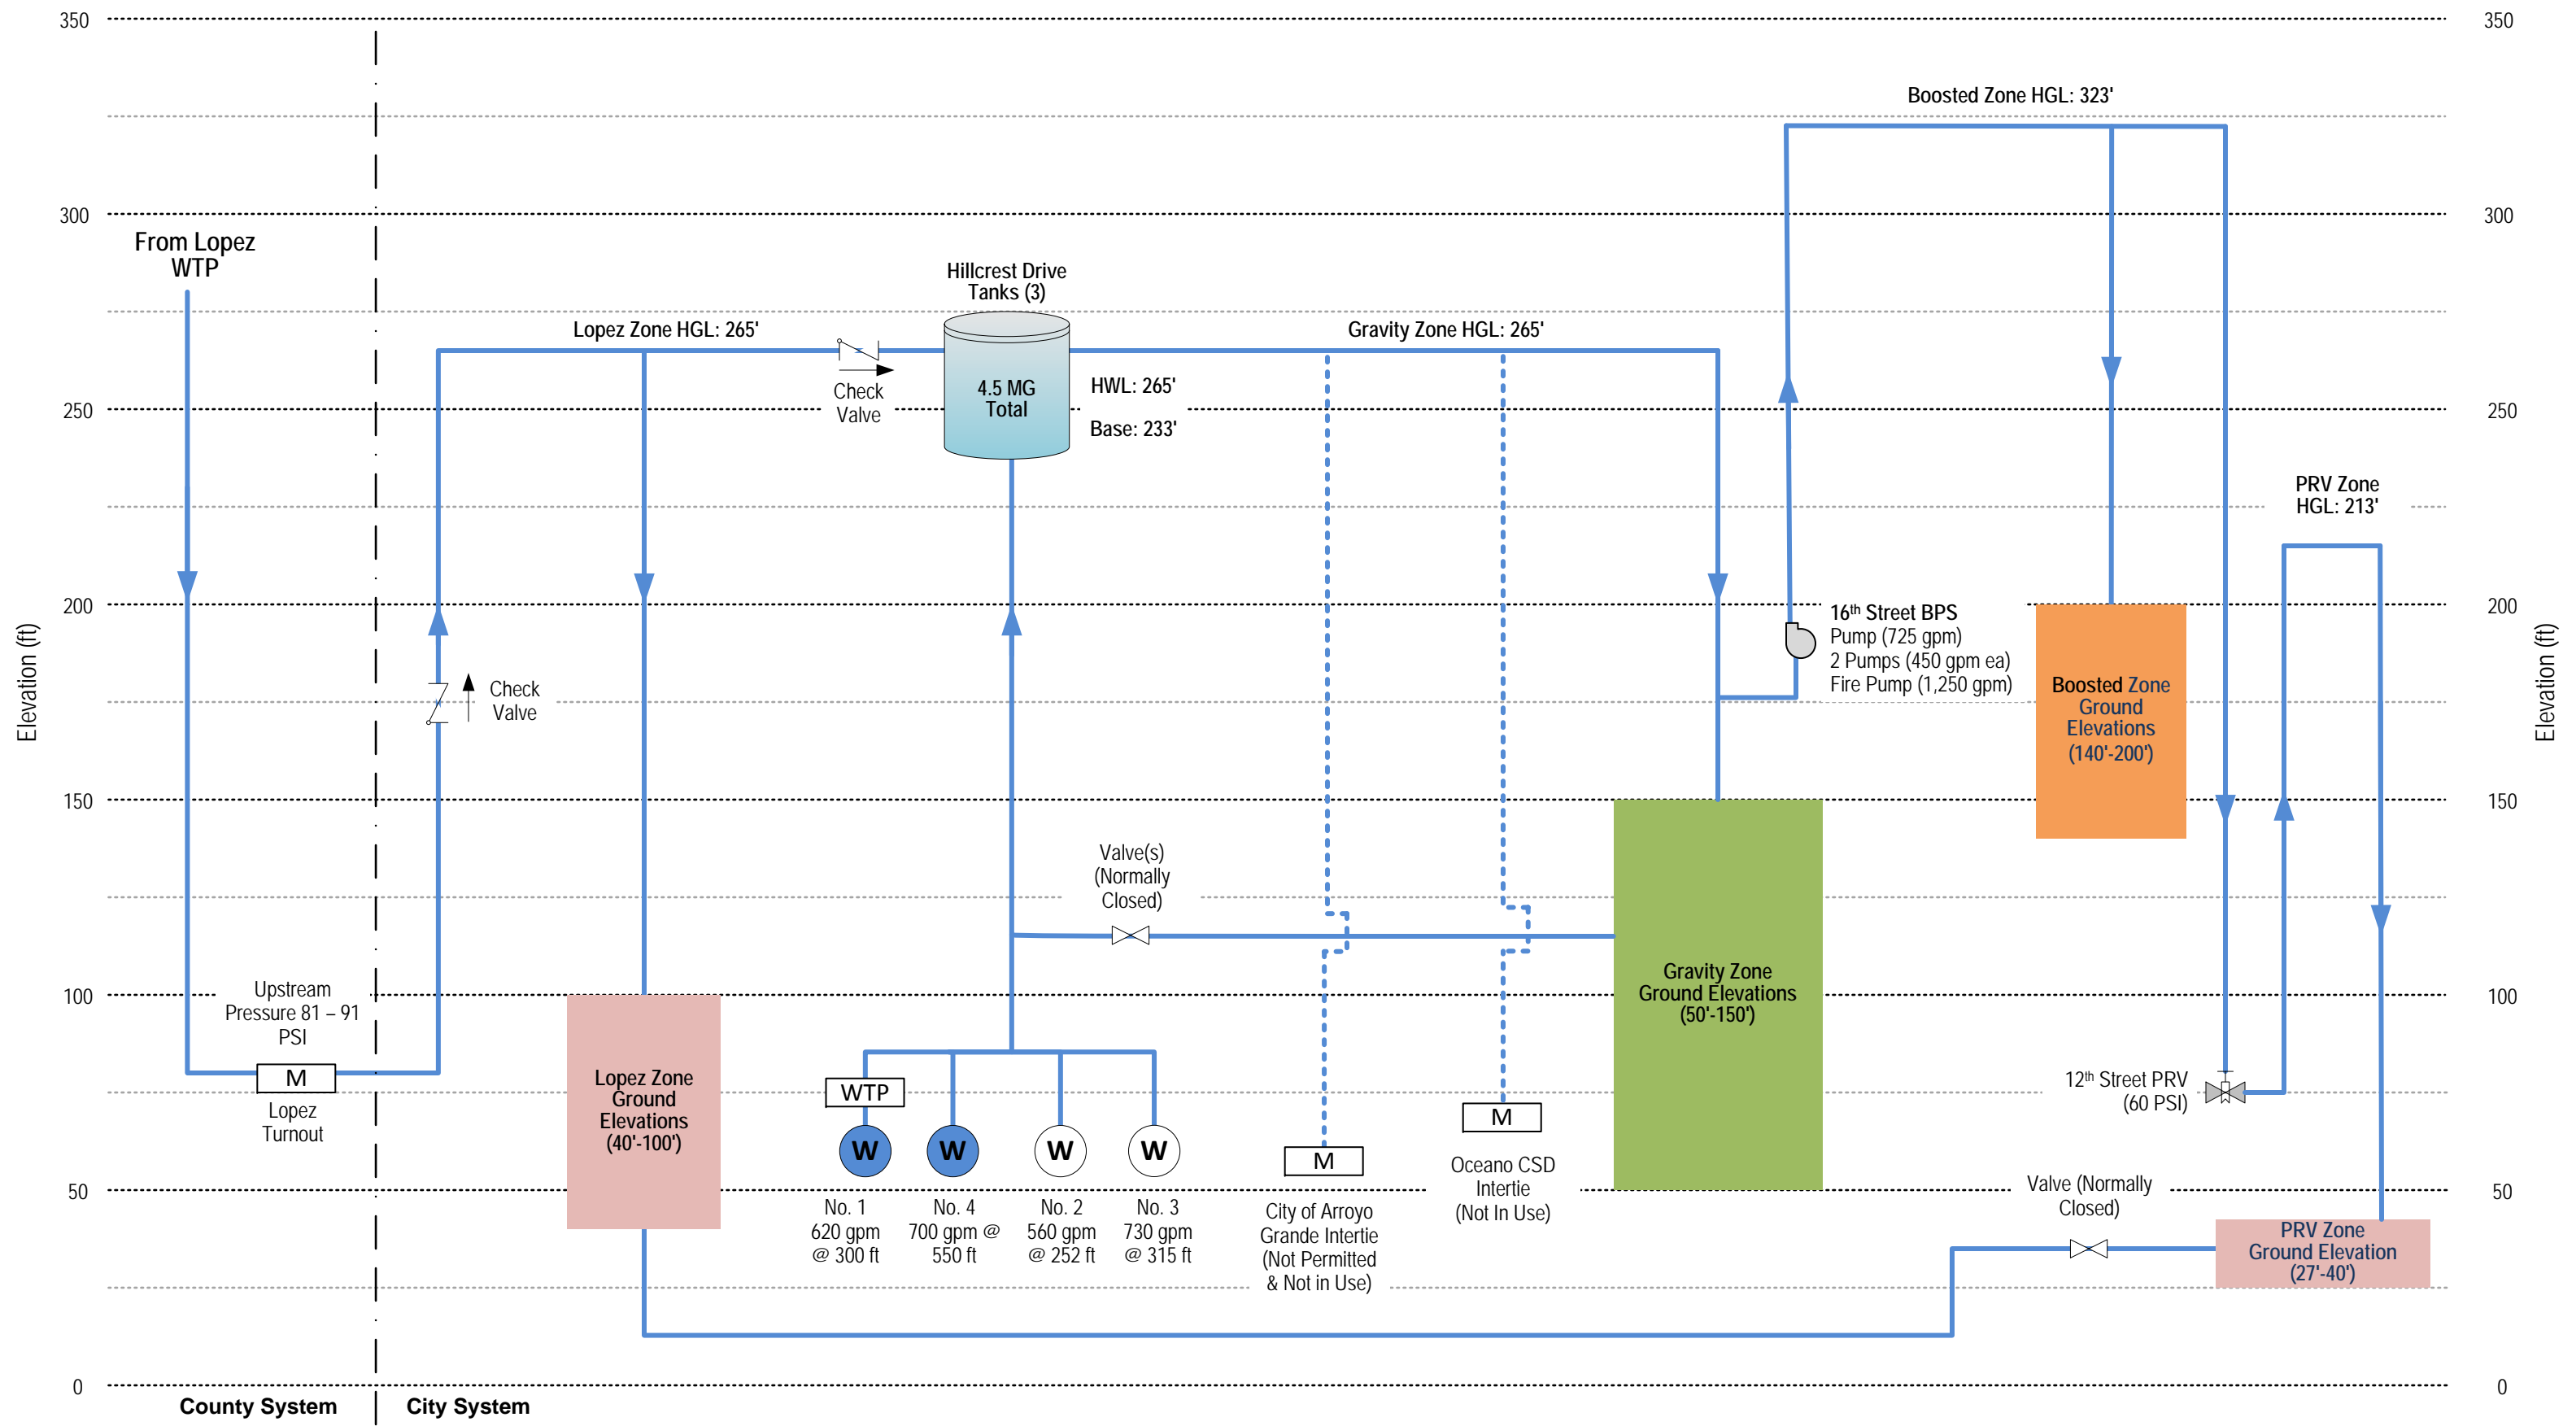 350
350
Boosted Zone HGL: 323'
300
300
From Lopez
WTP
Hillcrest Drive
Tanks (3)
Lopez Zone HGL: 265'
Gravity Zone HGL: 265'
Check
Valve
4.5 MG
Total
HWL: 265'
Base: 233'
250
250
PRV Zone
HGL: 213'
200
200
16th Street BPS
Pump (725 gpm)
2 Pumps (450 gpm ea)
Fire Pump (1,250 gpm)
Elevation (ft)
Elevation (ft)
Check
Valve
Boosted Zone
Ground
Elevations
(140'-200')
150
150
Valve(s)
(Normally
Closed)
Gravity Zone
Ground Elevations
(50'-150')
100
100
Upstream
Pressure 81 – 91
PSI
M
Lopez
Turnout
Lopez Zone
Ground
Elevations
(40'-100')
WTP
W
W
W
W
No. 1
620 gpm
@ 300 ft
No. 4
700 gpm @
550 ft
No. 2
560 gpm
@ 252 ft
No. 3
730 gpm
@ 315 ft
M
City of Arroyo
Grande Intertie
(Not Permitted
& Not in Use)
M
Oceano CSD
Intertie
(Not In Use)
12th Street PRV
(60 PSI)
50
50
Valve (Normally
Closed)
PRV Zone
Ground Elevation
(27'-40')
0
0
County System
City System